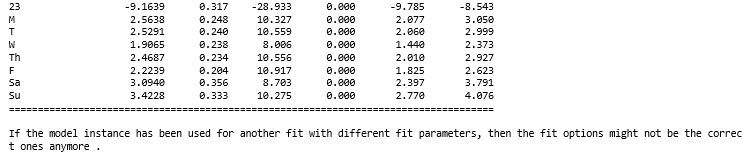 23 -9.1639 0.317 -28.933 0.000 -9.785 -8.543
M 2.5638 0.248 10.327 0.000 2.077 3.050
T 2.5291 0.240 10.559 0.000 2.060 2.999
W 1.9065 0.238 8.006 0.000 1.440 2.373
Th 2.4687 0.234 10.556 0.000 2.010 2.927
F 2.2239 0.204 10.917 0.000 1.825 2.623
Sa 3.0940 0.356 8.703 0.000 2.397 3.791
Su 3.4228 0.333 10.275 0.000 2.770 4.076
==================================================================================
If the model instance has been used for another fit with different fit parameters, then the fit options might not be the correc
t ones anymore .